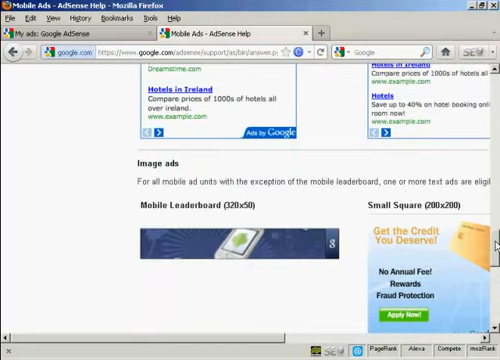 Mobile Ads - AdSense Help - Mozilla Firefox
File Edit View History Bookmarks Tools Help
My ads: Google AdSense
Mobile Ads - AdSense Help
google.com
https://www.google.com/adsense/support/as/bin/answer.p
Google
Dreamstime.com
Hotels in Ireland
Compare prices of 1000s of hotels all
over ireland.
www.example.com
Ads by Google
Hotels in Ireland
Compare prices of 1000s of h
www.example.com
Hotels
Save up to 40% on hotel booking onli
room for
www.example.com
Image ads
For all mobile ad units with the exception of the mobile leaderboard, one or more text ads are eligi
Mobile Leaderboard (320x50)
Small Square (200x200)
g
Get the Credit
You Deserve!
No Annual Fee!
Rewards
Fraud Protection
Apply Now!
PageRank
Alexa
Compete
mozRank